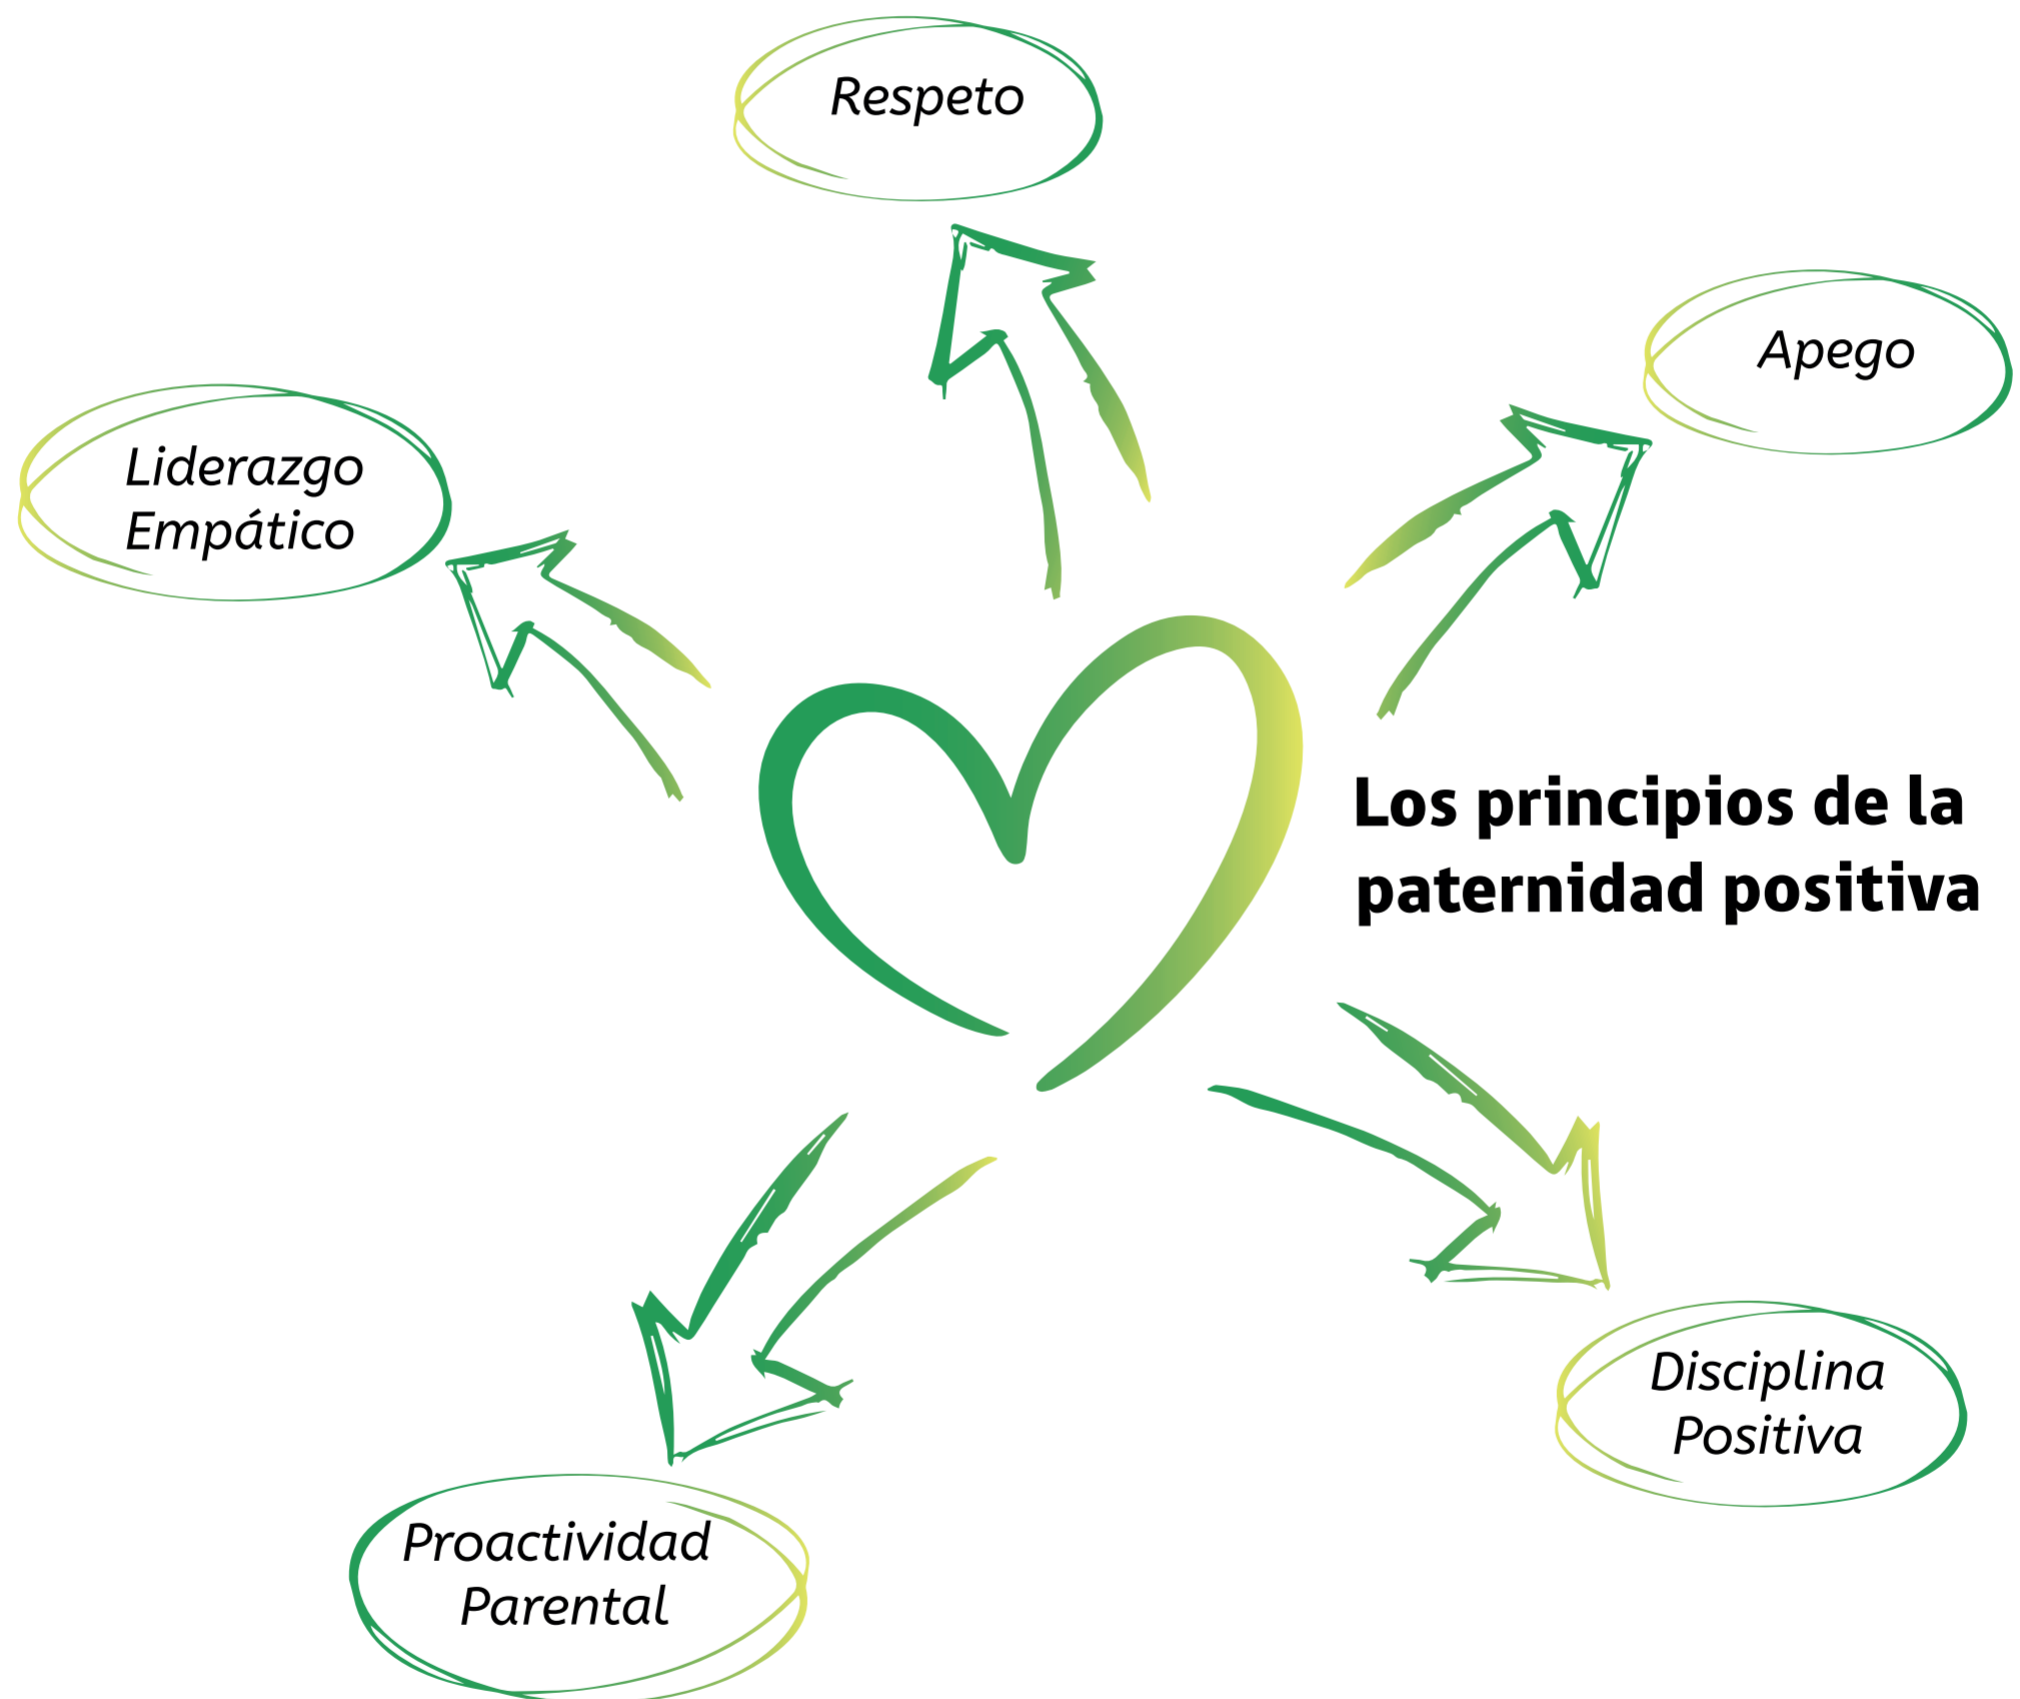 Respeto
Apego
Liderazgo
Empático
Los principios de la
paternidad positiva
Disciplina
Positiva
Proactividad
Parental